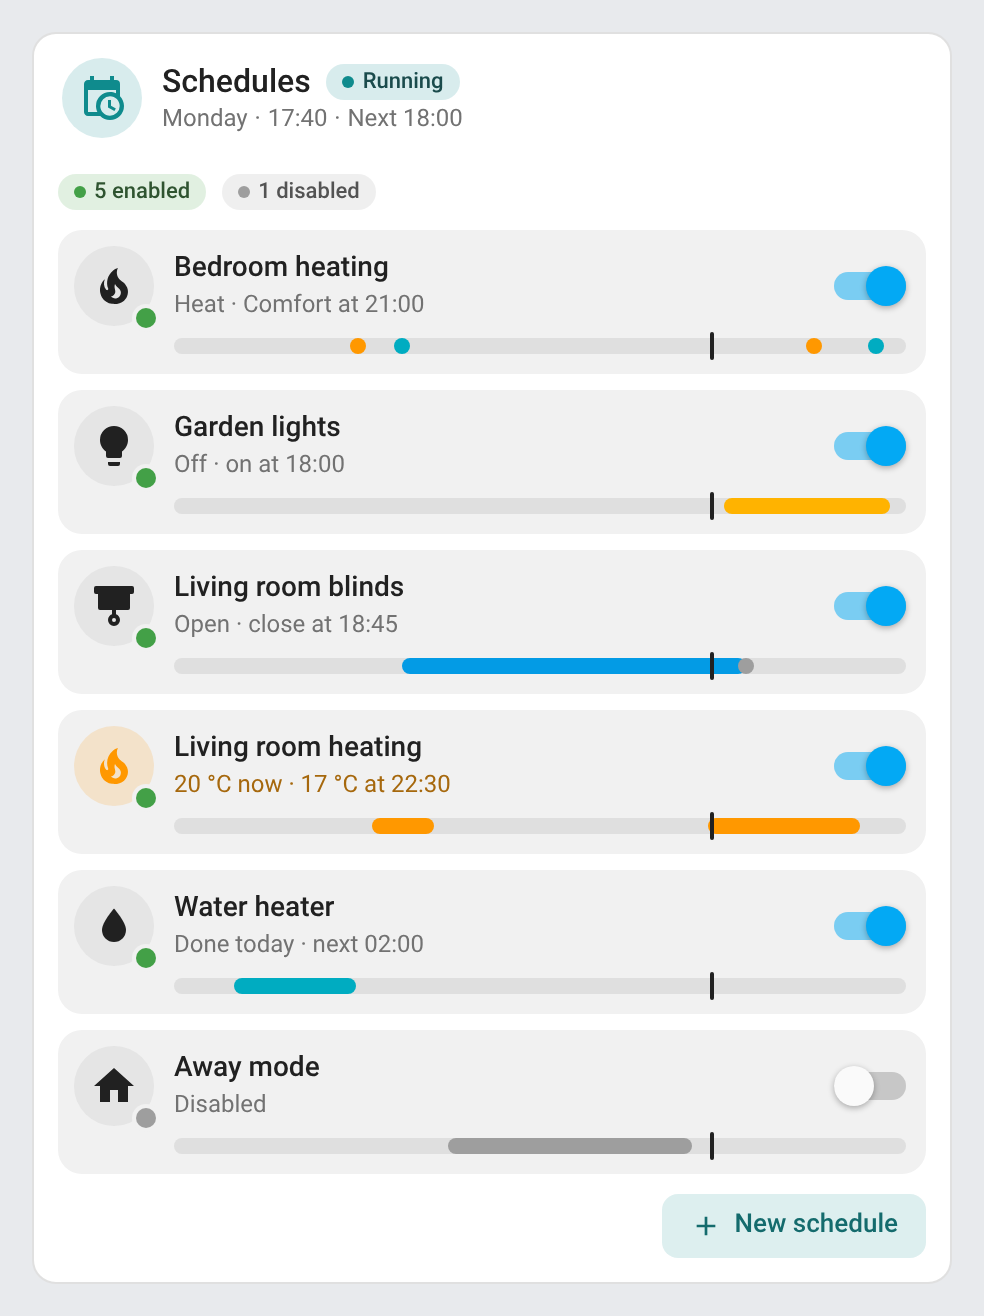 Schedules
Running
Monday · 17:40 · Next 18:00
5 enabled
1 disabled
Bedroom heating
Heat · Comfort at 21:00
Garden lights
Off · on at 18:00
Living room blinds
Open · close at 18:45
Living room heating
20 °C now · 17 °C at 22:30
Water heater
Done today · next 02:00
Away mode
Disabled
+ New schedule